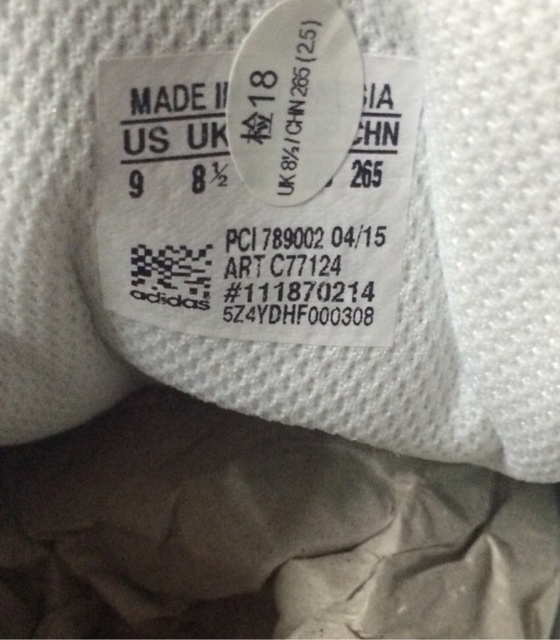 MADE I SIA
US UK CHN
9 8½ 265
检18
UK 8½/CHN 265 (2.5)
PCI 789002 04/15
ART C77124
#111870214
5Z4YDHF000308
adidas